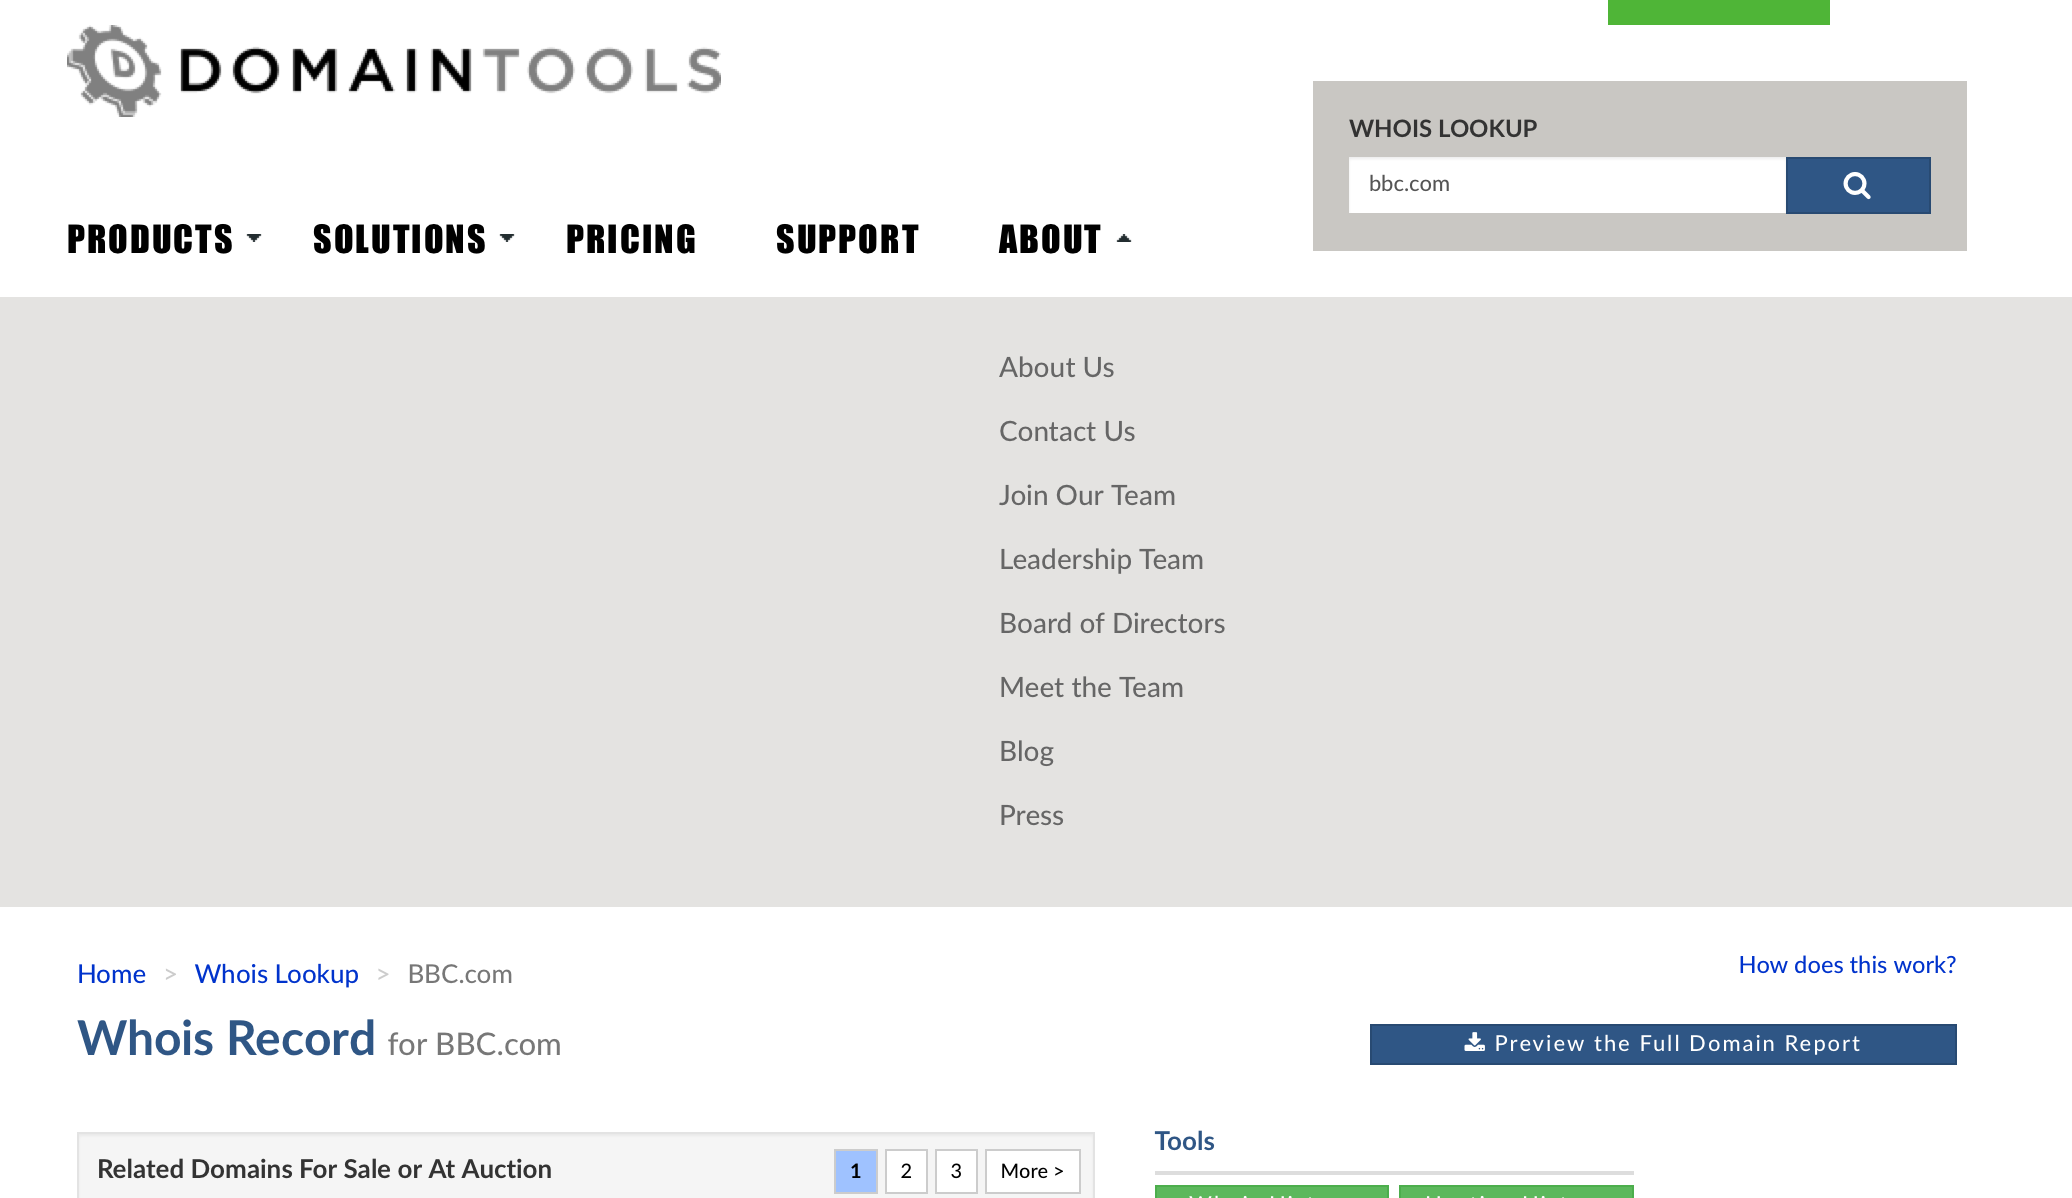 DOMAINTOOLS
WHOIS LOOKUP
bbc.com
PRODUCTS SOLUTIONS PRICING SUPPORT ABOUT
About Us
Contact Us
Join Our Team
Leadership Team
Board of Directors
Meet the Team
Blog
Press
Home > Whois Lookup > BBC.com
How does this work?
Whois Record for BBC.com
Preview the Full Domain Report
Tools
Related Domains For Sale or At Auction 1 2 3 More >